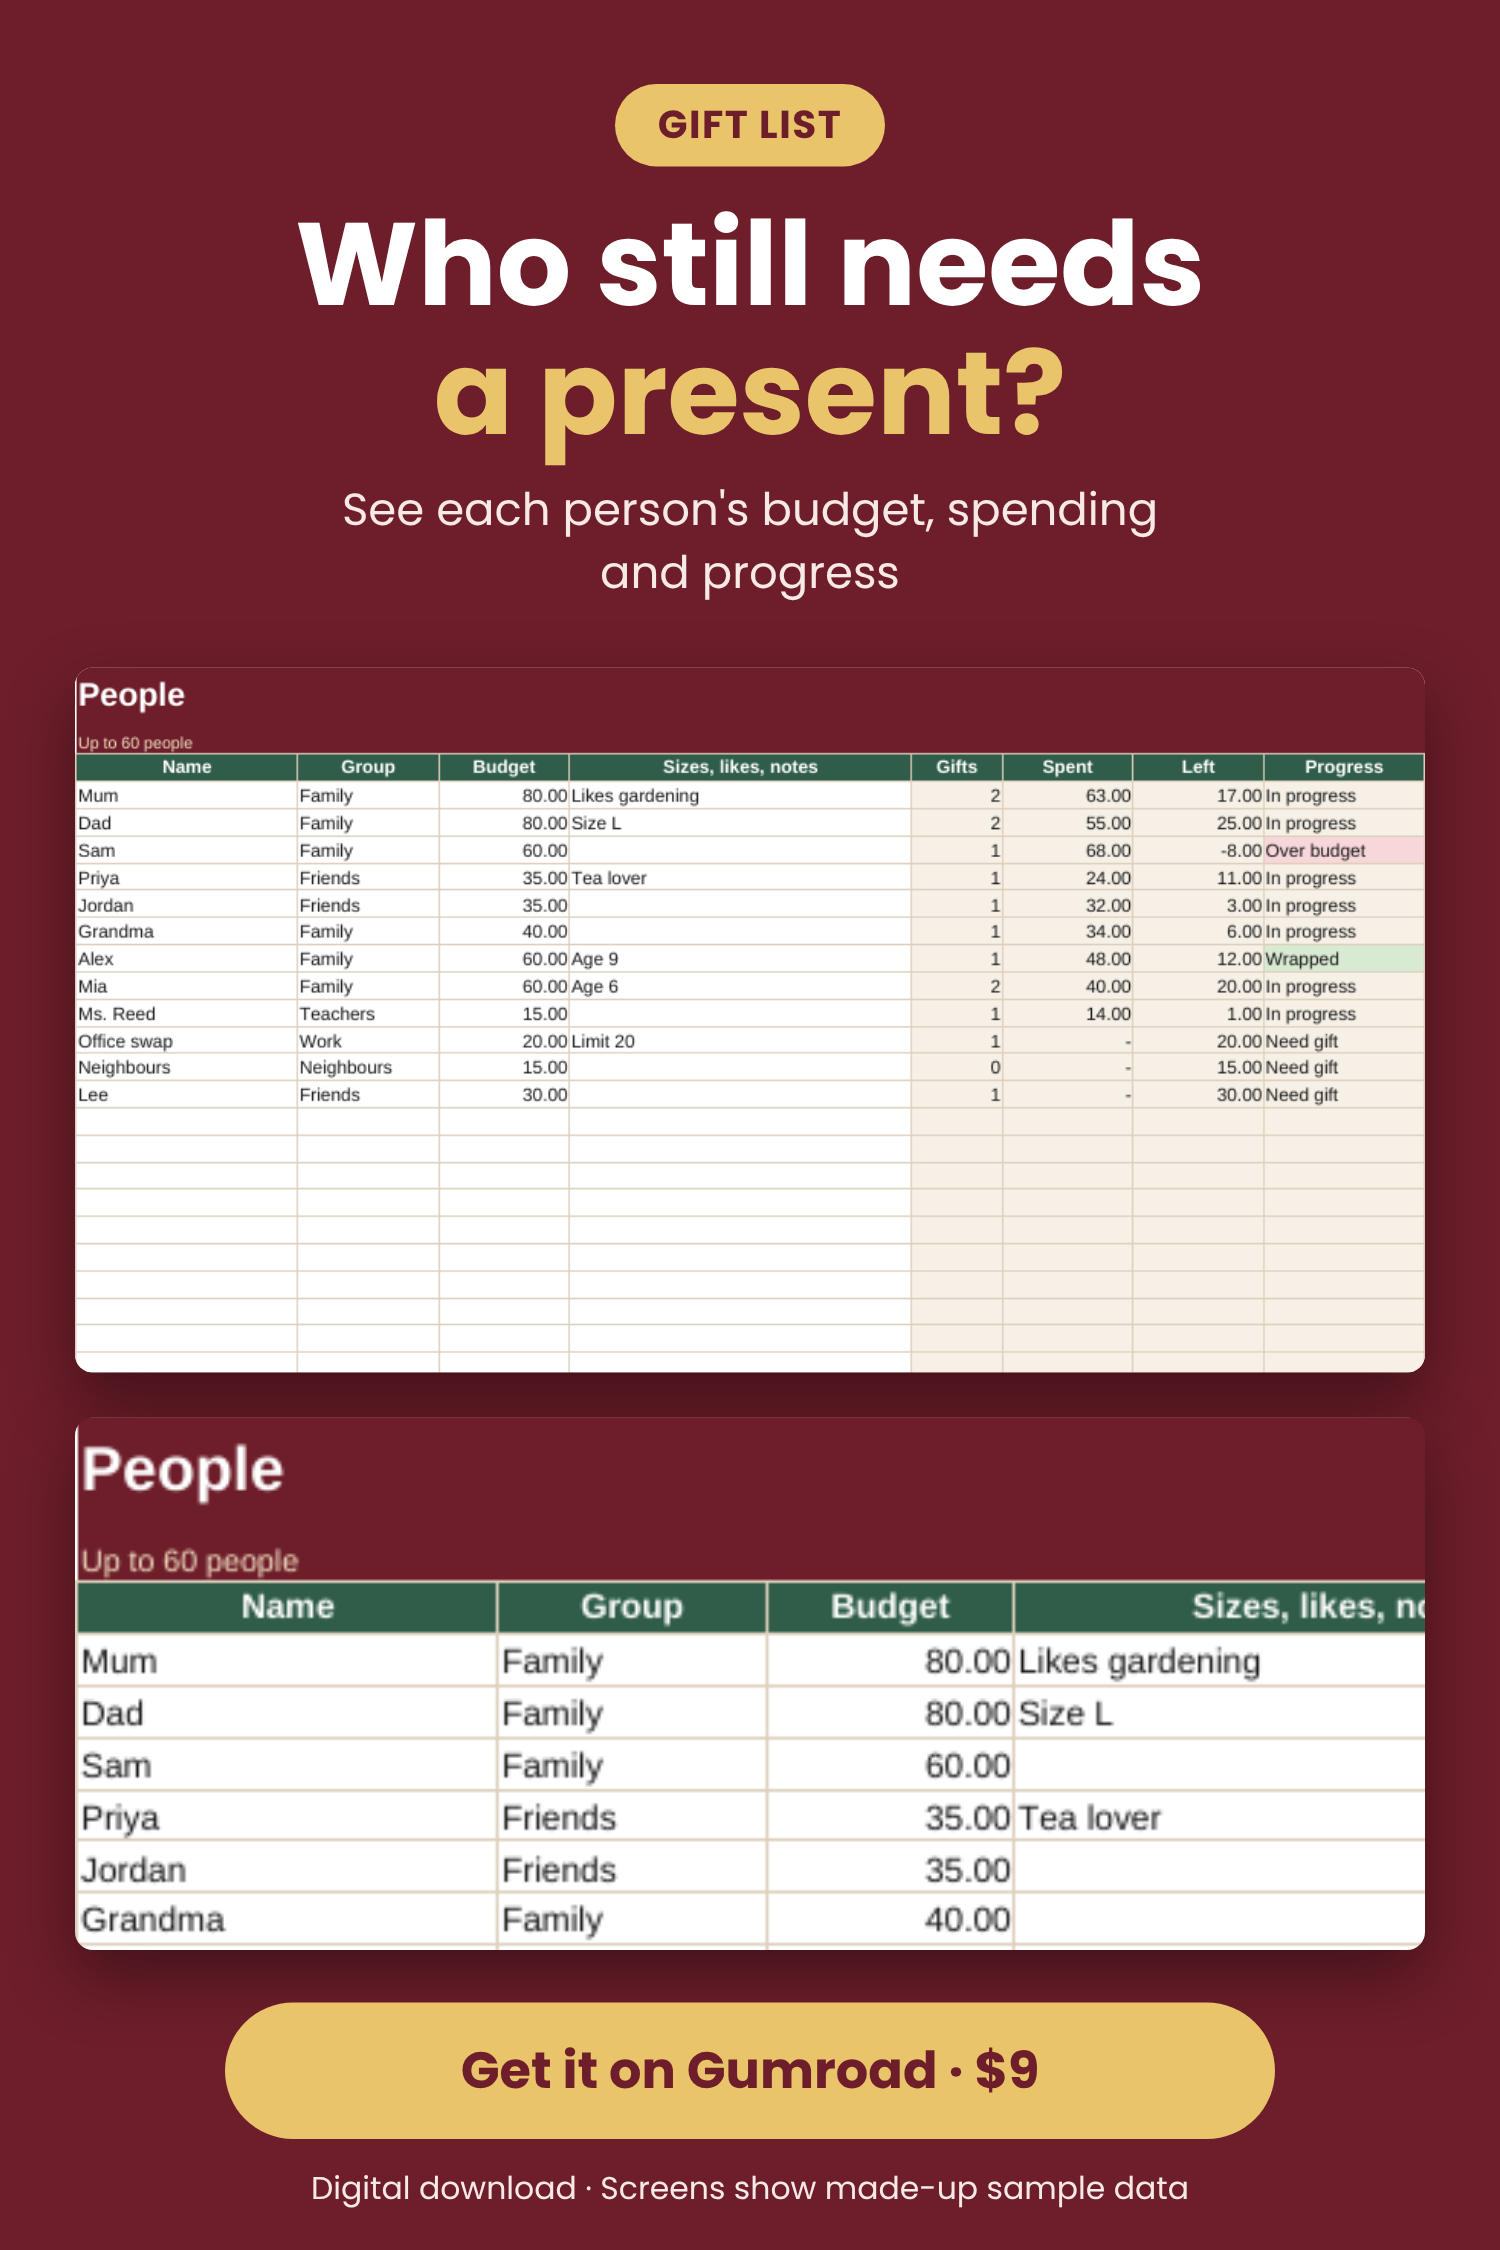 GIFT LIST
Who still needs
a present?
See each person's budget, spending
and progress
People
Up to 60 people
Name Group Budget Sizes, likes, notes Gifts Spent Left Progress
Mum Family 80.00 Likes gardening 2 63.00 17.00 In progress
Dad Family 80.00 Size L 2 55.00 25.00 In progress
Sam Family 60.00 1 68.00 -8.00 Over budget
Priya Friends 35.00 Tea lover 1 24.00 11.00 In progress
Jordan Friends 35.00 1 32.00 3.00 In progress
Grandma Family 40.00 1 34.00 6.00 In progress
Alex Family 60.00 Age 9 1 48.00 12.00 Wrapped
Mia Family 60.00 Age 6 2 40.00 20.00 In progress
Ms. Reed Teachers 15.00 1 14.00 1.00 In progress
Office swap Work 20.00 Limit 20 1 - 20.00 Need gift
Neighbours Neighbours 15.00 0 - 15.00 Need gift
Lee Friends 30.00 1 - 30.00 Need gift
People
Up to 60 people
Name Group Budget Sizes, likes, no
Mum Family 80.00 Likes gardening
Dad Family 80.00 Size L
Sam Family 60.00
Priya Friends 35.00 Tea lover
Jordan Friends 35.00
Grandma Family 40.00
Get it on Gumroad · $9
Digital download · Screens show made-up sample data